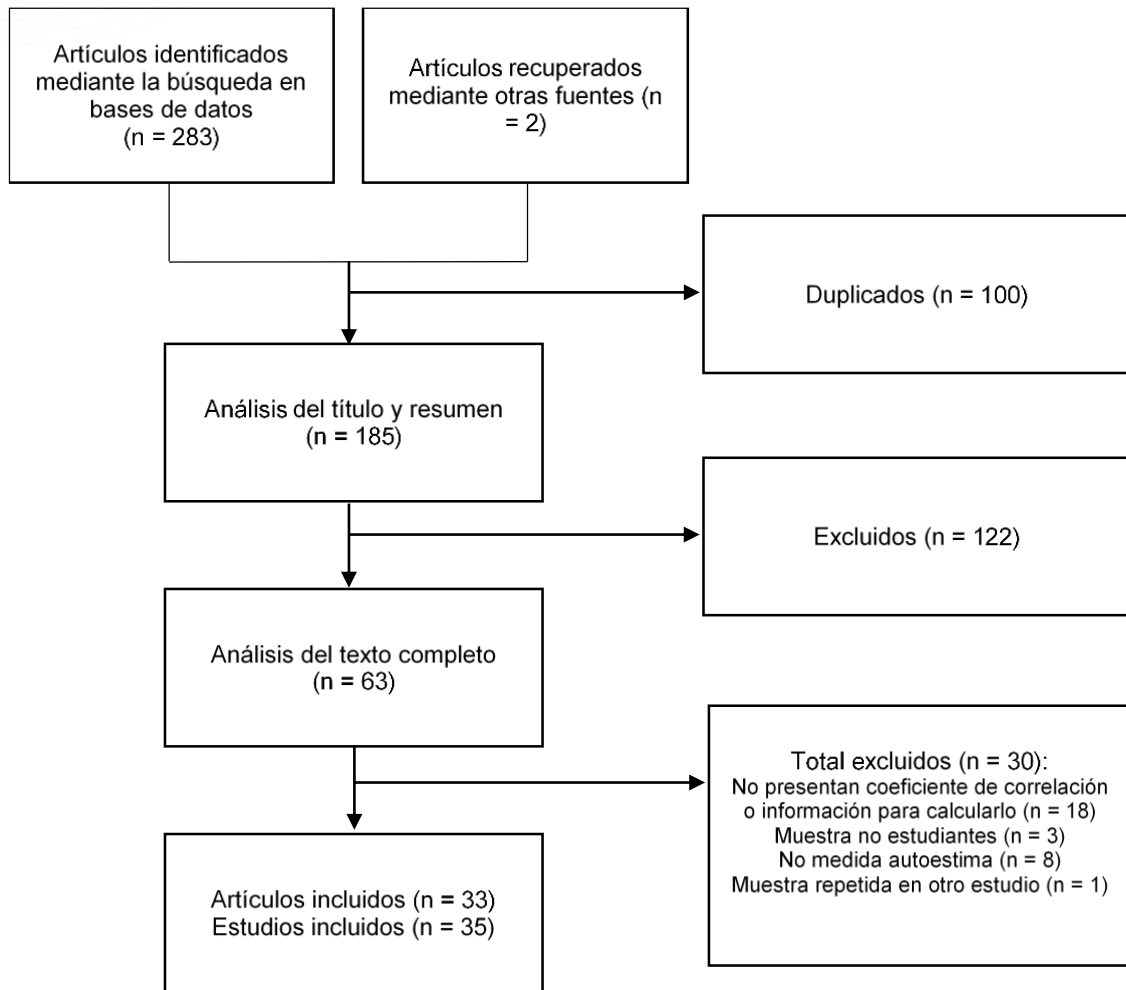 Artículos identificados
mediante la búsqueda en
bases de datos
(n = 283)
Artículos recuperados
mediante otras fuentes (n
= 2)
Duplicados (n = 100)
Análisis del título y resumen
(n = 185)
Excluidos (n = 122)
Análisis del texto completo
(n = 63)
Total excluidos (n = 30):
No presentan coeficiente de correlación
o información para calcularlo (n = 18)
Muestra no estudiantes (n = 3)
No medida autoestima (n = 8)
Muestra repetida en otro estudio (n = 1)
Artículos incluidos (n = 33)
Estudios incluidos (n = 35)